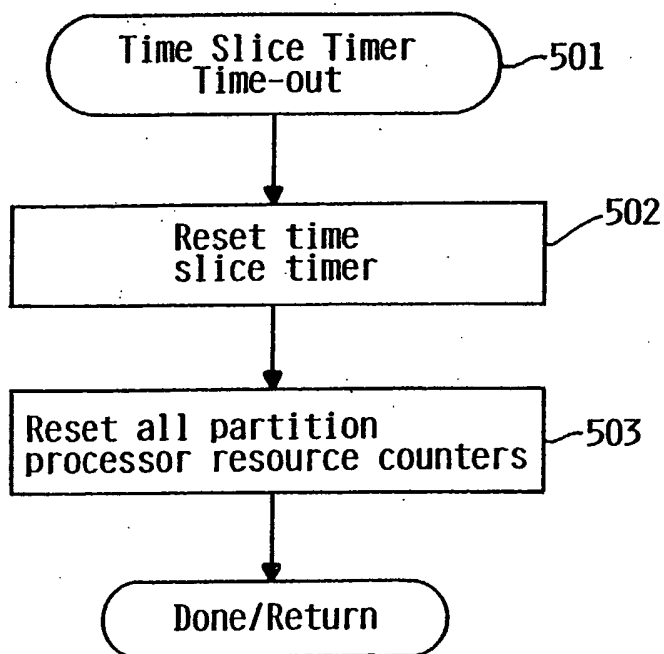 Time Slice Timer
Time-out
501
Reset time
slice timer
502
Reset all partition
processor resource counters
503
Done/Return